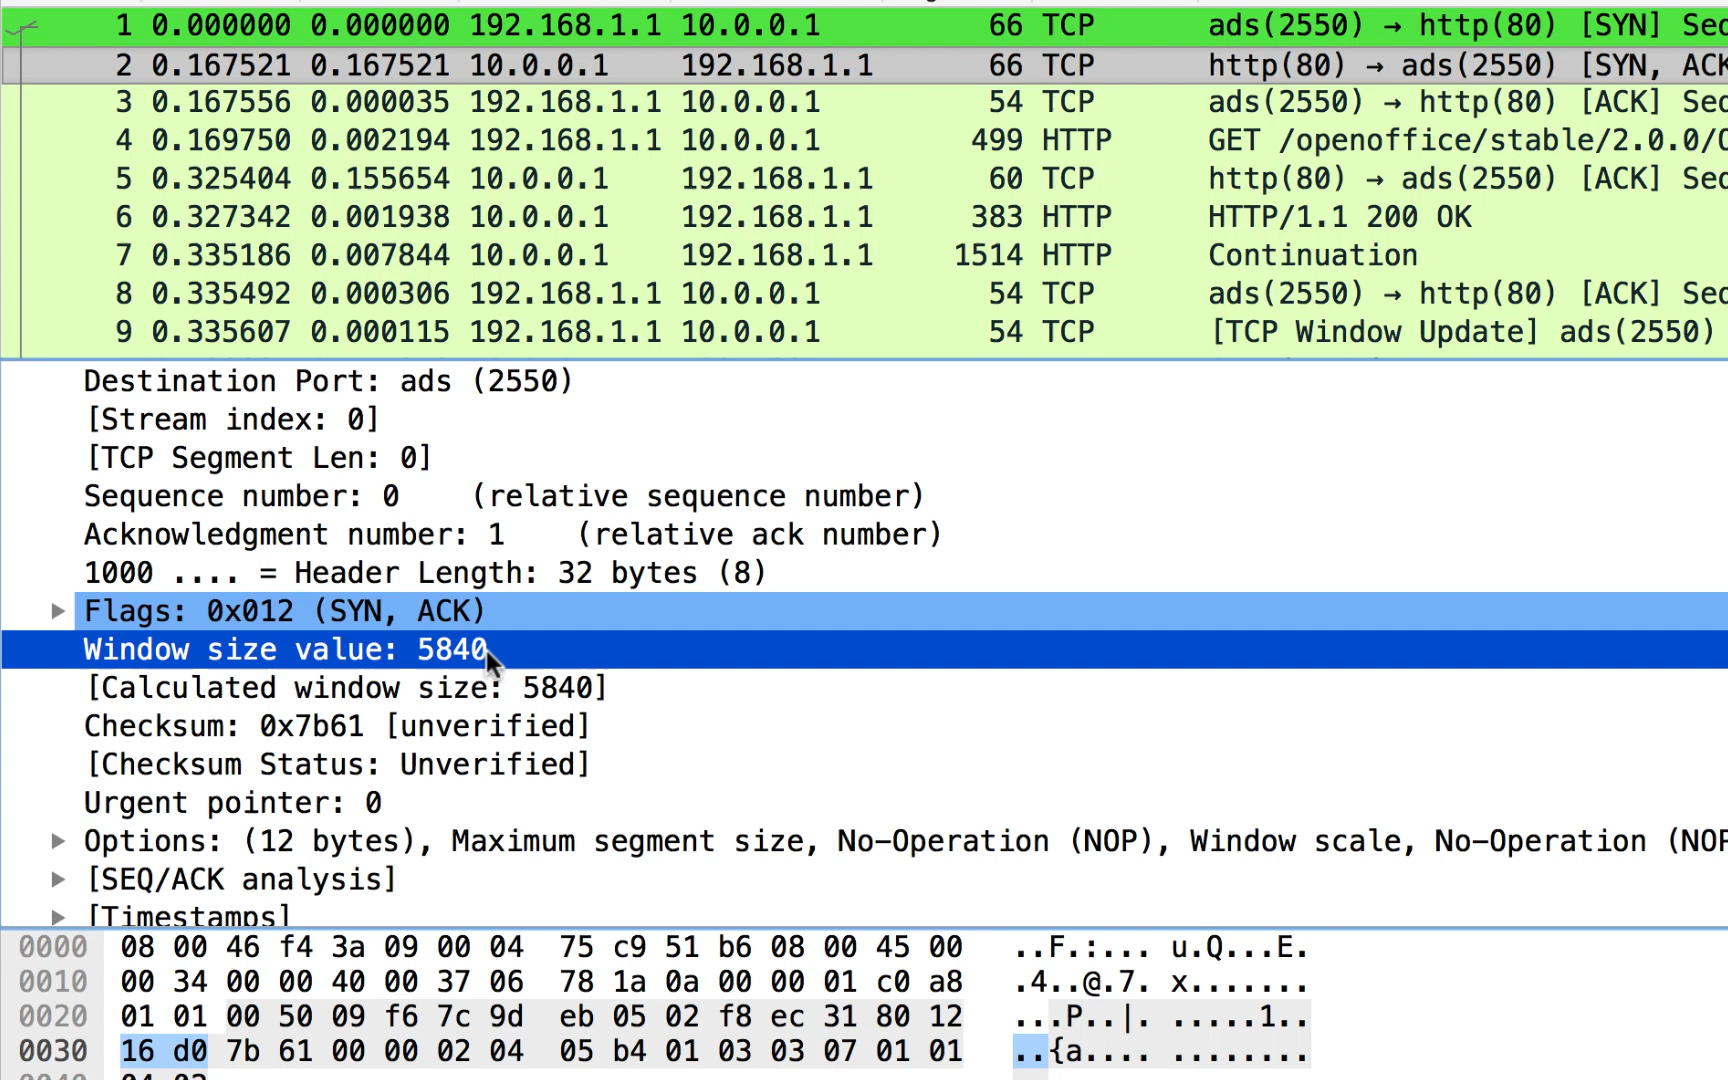 1 0.000000 0.000000 192.168.1.1 10.0.0.1 66 TCP ads(2550) → http(80) [SYN] Seq
2 0.167521 0.167521 10.0.0.1 192.168.1.1 66 TCP http(80) → ads(2550) [SYN, ACK
3 0.167556 0.000035 192.168.1.1 10.0.0.1 54 TCP ads(2550) → http(80) [ACK] Seq
4 0.169750 0.002194 192.168.1.1 10.0.0.1 499 HTTP GET /openoffice/stable/2.0.0/O
5 0.325404 0.155654 10.0.0.1 192.168.1.1 60 TCP http(80) → ads(2550) [ACK] Seq
6 0.327342 0.001938 10.0.0.1 192.168.1.1 383 HTTP HTTP/1.1 200 OK
7 0.335186 0.007844 10.0.0.1 192.168.1.1 1514 HTTP Continuation
8 0.335492 0.000306 192.168.1.1 10.0.0.1 54 TCP ads(2550) → http(80) [ACK] Seq
9 0.335607 0.000115 192.168.1.1 10.0.0.1 54 TCP [TCP Window Update] ads(2550)
Destination Port: ads (2550)
[Stream index: 0]
[TCP Segment Len: 0]
Sequence number: 0 (relative sequence number)
Acknowledgment number: 1 (relative ack number)
1000 .... = Header Length: 32 bytes (8)
Flags: 0x012 (SYN, ACK)
Window size value: 5840
[Calculated window size: 5840]
Checksum: 0x7b61 [unverified]
[Checksum Status: Unverified]
Urgent pointer: 0
Options: (12 bytes), Maximum segment size, No-Operation (NOP), Window scale, No-Operation (NOP
[SEQ/ACK analysis]
[Timestamps]
0000 08 00 46 f4 3a 09 00 04 75 c9 51 b6 08 00 45 00 ..F.:... u.Q...E.
0010 00 34 00 00 40 00 37 06 78 1a 0a 00 00 01 c0 a8 .4..@.7. x.......
0020 01 01 00 50 09 f6 7c 9d eb 05 02 f8 ec 31 80 12 ...P..|. .....1..
0030 16 d0 7b 61 00 00 02 04 05 b4 01 03 03 07 01 01 ..{a.... ........